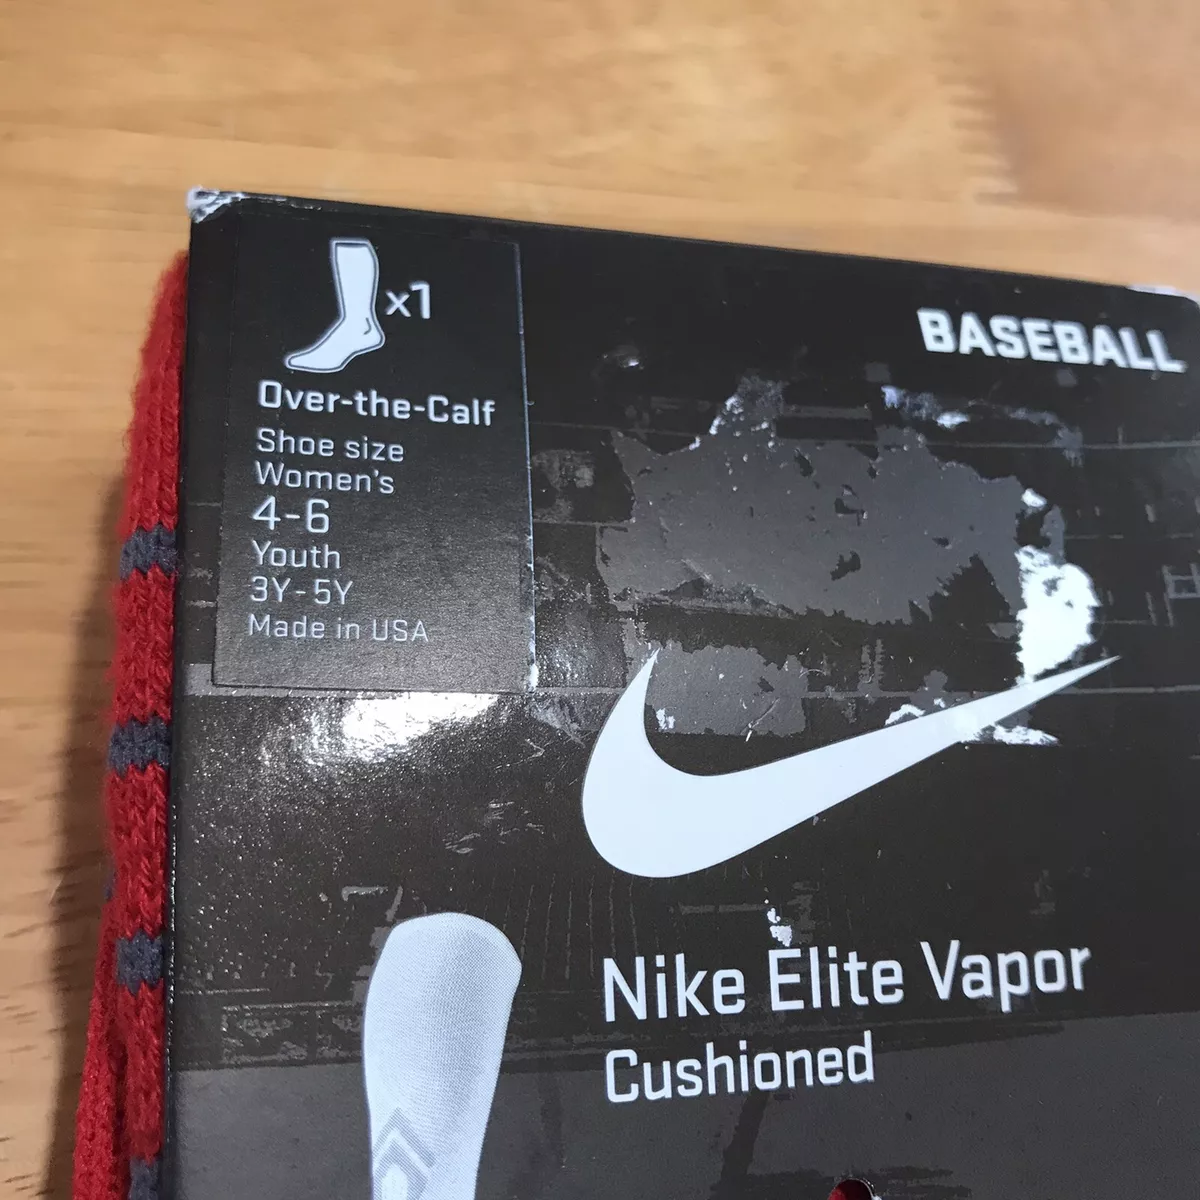 x1
BASEBALL
Over-the-Calf
Shoe size
Women's
4-6
Youth
3Y-5Y
Made in USA
Nike Elite Vapor
Cushioned